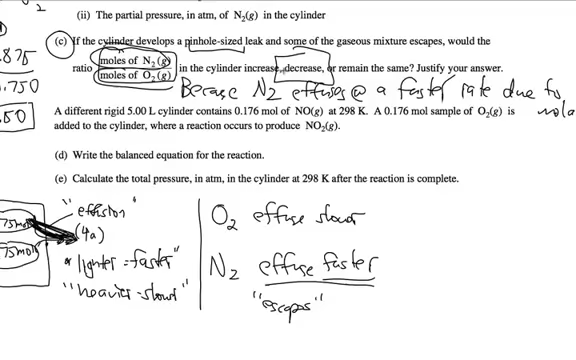 (ii) The partial pressure, in atm, of N2(g) in the cylinder
(c) If the cylinder develops a pinhole-sized leak and some of the gaseous mixture escapes, would the
.875
ratio moles of N2(g) / moles of O2(g) in the cylinder increase, decrease, or remain the same? Justify your answer.
.750
Becase N2 effuses @ a faster rate due to
.50
mola
A different rigid 5.00 L cylinder contains 0.176 mol of NO(g) at 298 K. A 0.176 mol sample of O2(g) is
added to the cylinder, where a reaction occurs to produce NO2(g).
(d) Write the balanced equation for the reaction.
(e) Calculate the total pressure, in atm, in the cylinder at 298 K after the reaction is complete.
"effusion"
75mol
(4a)
75mol
* lighter = faster"
"heavier = slower"
O2 effuse slower
N2 effuse faster
"escapes"